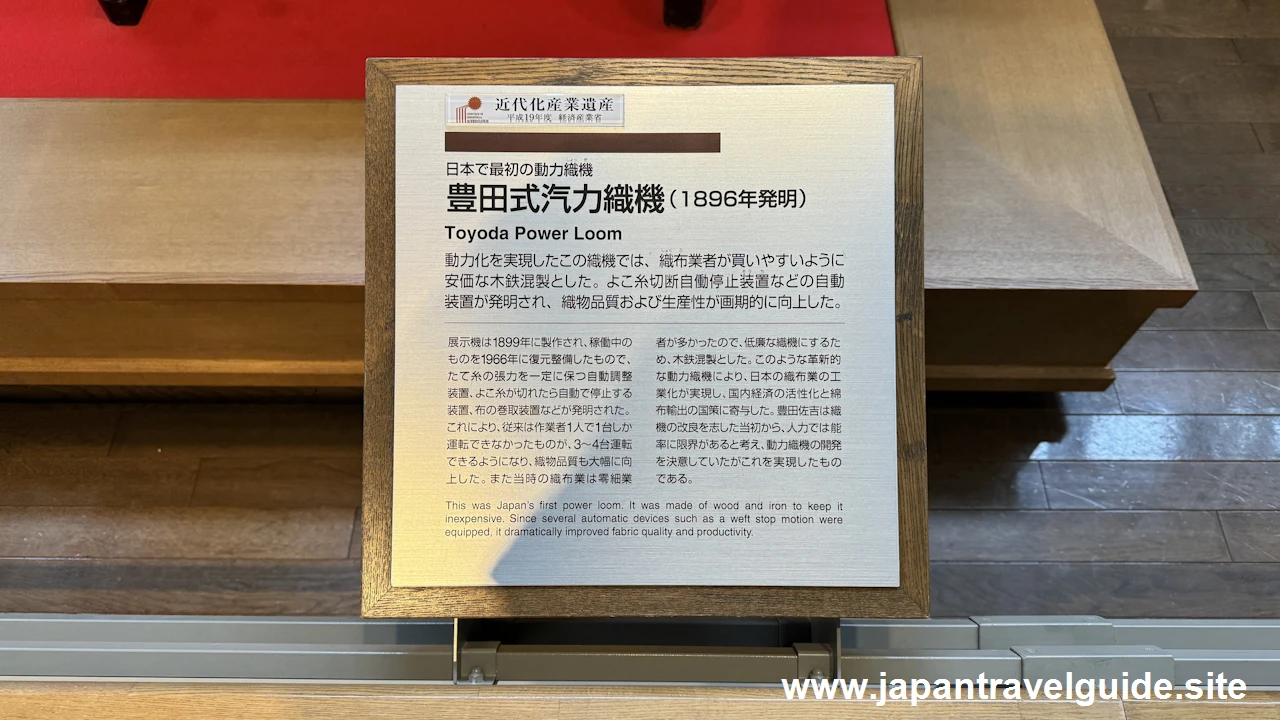 近代化産業遺産
平成19年度 経済産業省
日本で最初の動力織機
豊田式汽力織機(1896年発明)
Toyoda Power Loom
動力化を実現したこの織機では、織布業者が買いやすいように
安価な木鉄混製とした。よこ糸切断自働停止装置などの自動
装置が発明され、織物品質および生産性が画期的に向上した。
展示機は1899年に製作され、稼働中の
ものを1966年に復元整備したもので、
たて糸の張力を一定に保つ自動調整
装置、よこ糸が切れたら自動で停止する
装置、布の巻取装置などが発明された。
これにより、従来は作業者1人で1台しか
運転できなかったものが、3〜4台運転
できるようになり、織物品質も大幅に向
上した。また当時の織布業は零細業
者が多かったので、低廉な織機にするた
め、木鉄混製とした。このような革新的
な動力織機により、日本の織布業の工
業化が実現し、国内経済の活性化と綿
布輸出の国策に寄与した。豊田佐吉は織
機の改良を志した当初から、人力では能
率に限界があると考え、動力織機の開発
を決意していたがこれを実現したもの
である。
This was Japan's first power loom. It was made of wood and iron to keep it
inexpensive. Since several automatic devices such as a weft stop motion were
equipped, it dramatically improved fabric quality and productivity.
www.japantravelguide.site